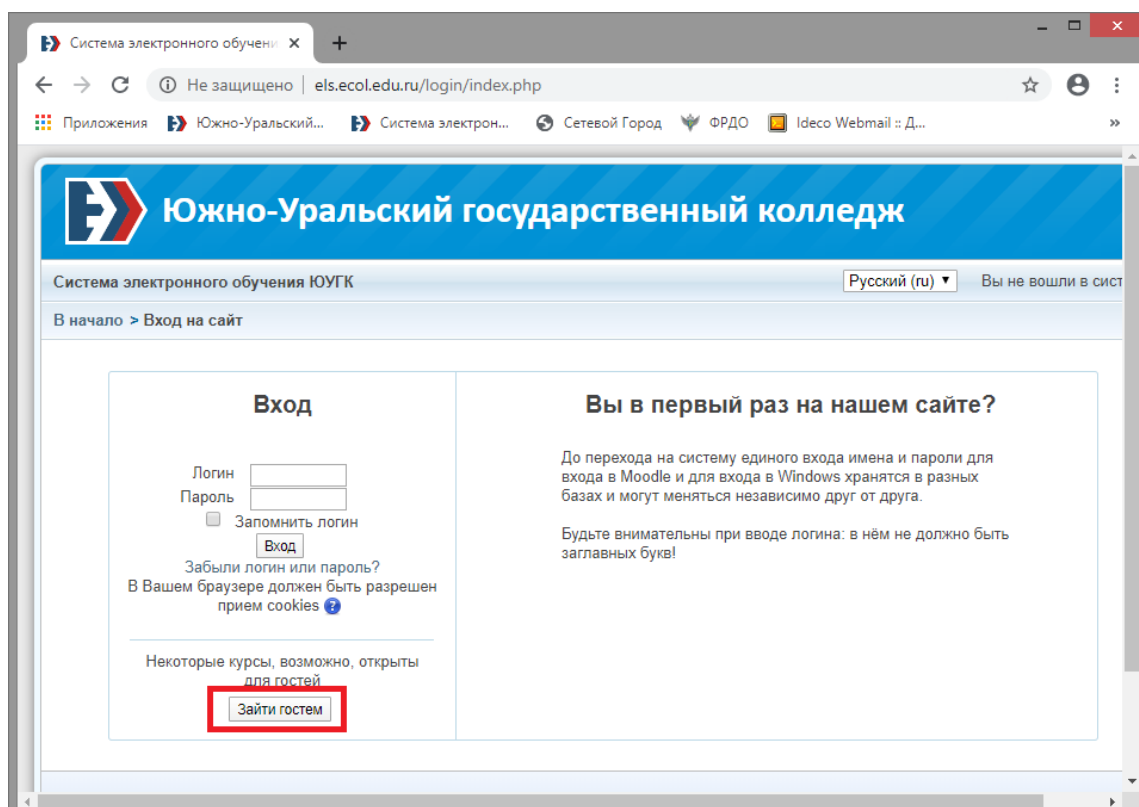 Система электронного обучени
Не защищено | els.ecol.edu.ru/login/index.php
Приложения Южно-Уральский... Система электрон... Сетевой Город ФРДО Ideco Webmail :: Д... »
Южно-Уральский государственный колледж
Система электронного обучения ЮУГК Русский (ru) Вы не вошли в сист
В начало > Вход на сайт
Вход
Логин
Пароль
Запомнить логин
Вход
Забыли логин или пароль?
В Вашем браузере должен быть разрешен
прием cookies ?
Некоторые курсы, возможно, открыты
для гостей
Зайти гостем
Вы в первый раз на нашем сайте?
До перехода на систему единого входа имена и пароли для
входа в Moodle и для входа в Windows хранятся в разных
базах и могут меняться независимо друг от друга.
Будьте внимательны при вводе логина: в нём не должно быть
заглавных букв!